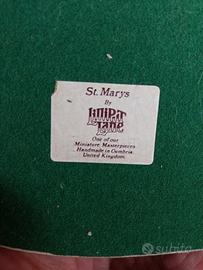 St. Marys
By
LILLIPUT
LANE
One of our
Miniature Masterpieces
Handmade in Cumbria
United Kingdom.
subito